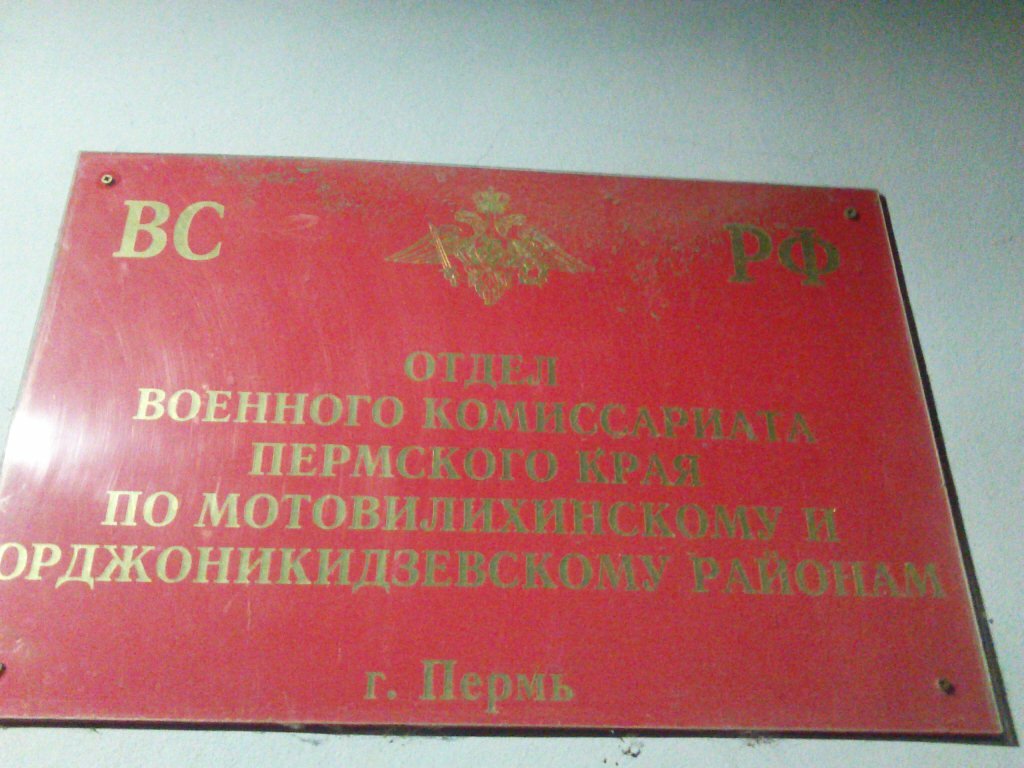 ВС РФ
ОТДЕЛ
ВОЕННОГО КОМИССАРИАТА
ПЕРМСКОГО КРАЯ
ПО МОТОВИЛИХИНСКОМУ И
ОРДЖОНИКИДЗЕВСКОМУ РАЙОНАМ
г. Пермь